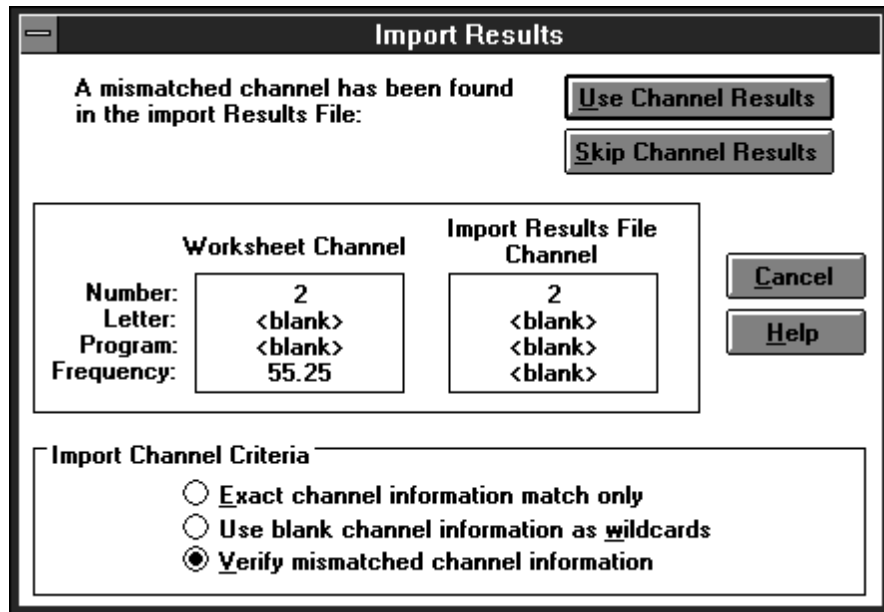 Import Results
A mismatched channel has been found
in the import Results File:
Use Channel Results
Skip Channel Results
Worksheet Channel
Import Results File
Channel
Number: 2 2
Letter: <blank> <blank>
Program: <blank> <blank>
Frequency: 55.25 <blank>
Cancel
Help
Import Channel Criteria
Exact channel information match only
Use blank channel information as wildcards
Verify mismatched channel information